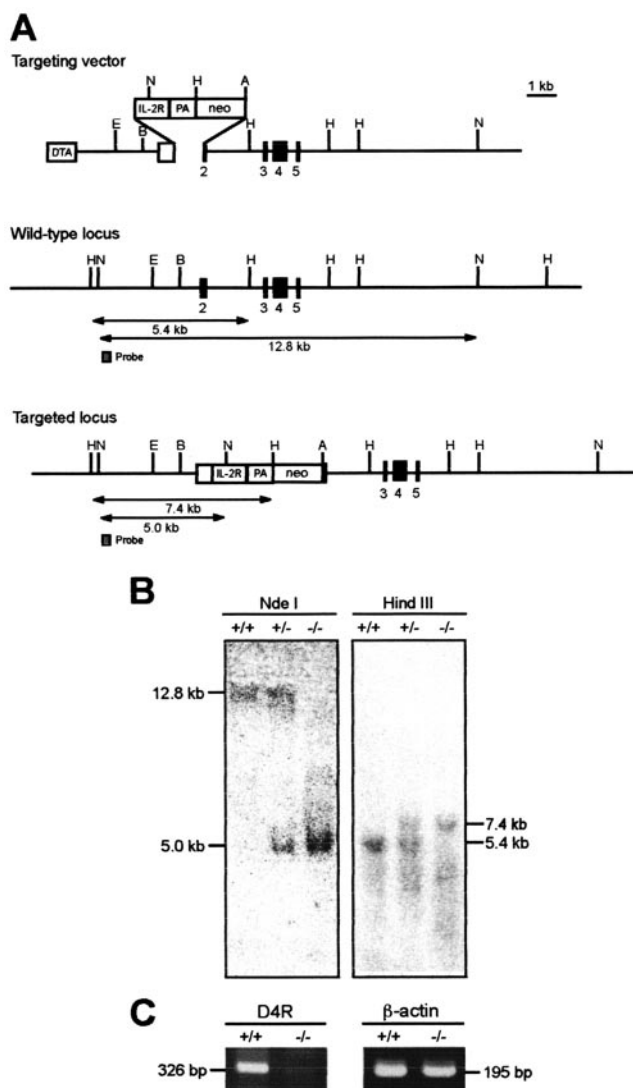 A
Targeting vector
N H A
1 kb
IL-2R PA neo
E B H H H N
DTA
2 3 4 5
Wild-type locus
HN E B H H H N H
2 3 4 5
5.4 kb
12.8 kb
Probe
Targeted locus
HN E B N H A H H H N
IL-2R PA neo
3 4 5
7.4 kb
5.0 kb
Probe
B
Nde I Hind III
+/+ +/- -/- +/+ +/- -/-
12.8 kb
7.4 kb
5.0 kb 5.4 kb
C
D4R β-actin
+/+ -/- +/+ -/-
326 bp 195 bp